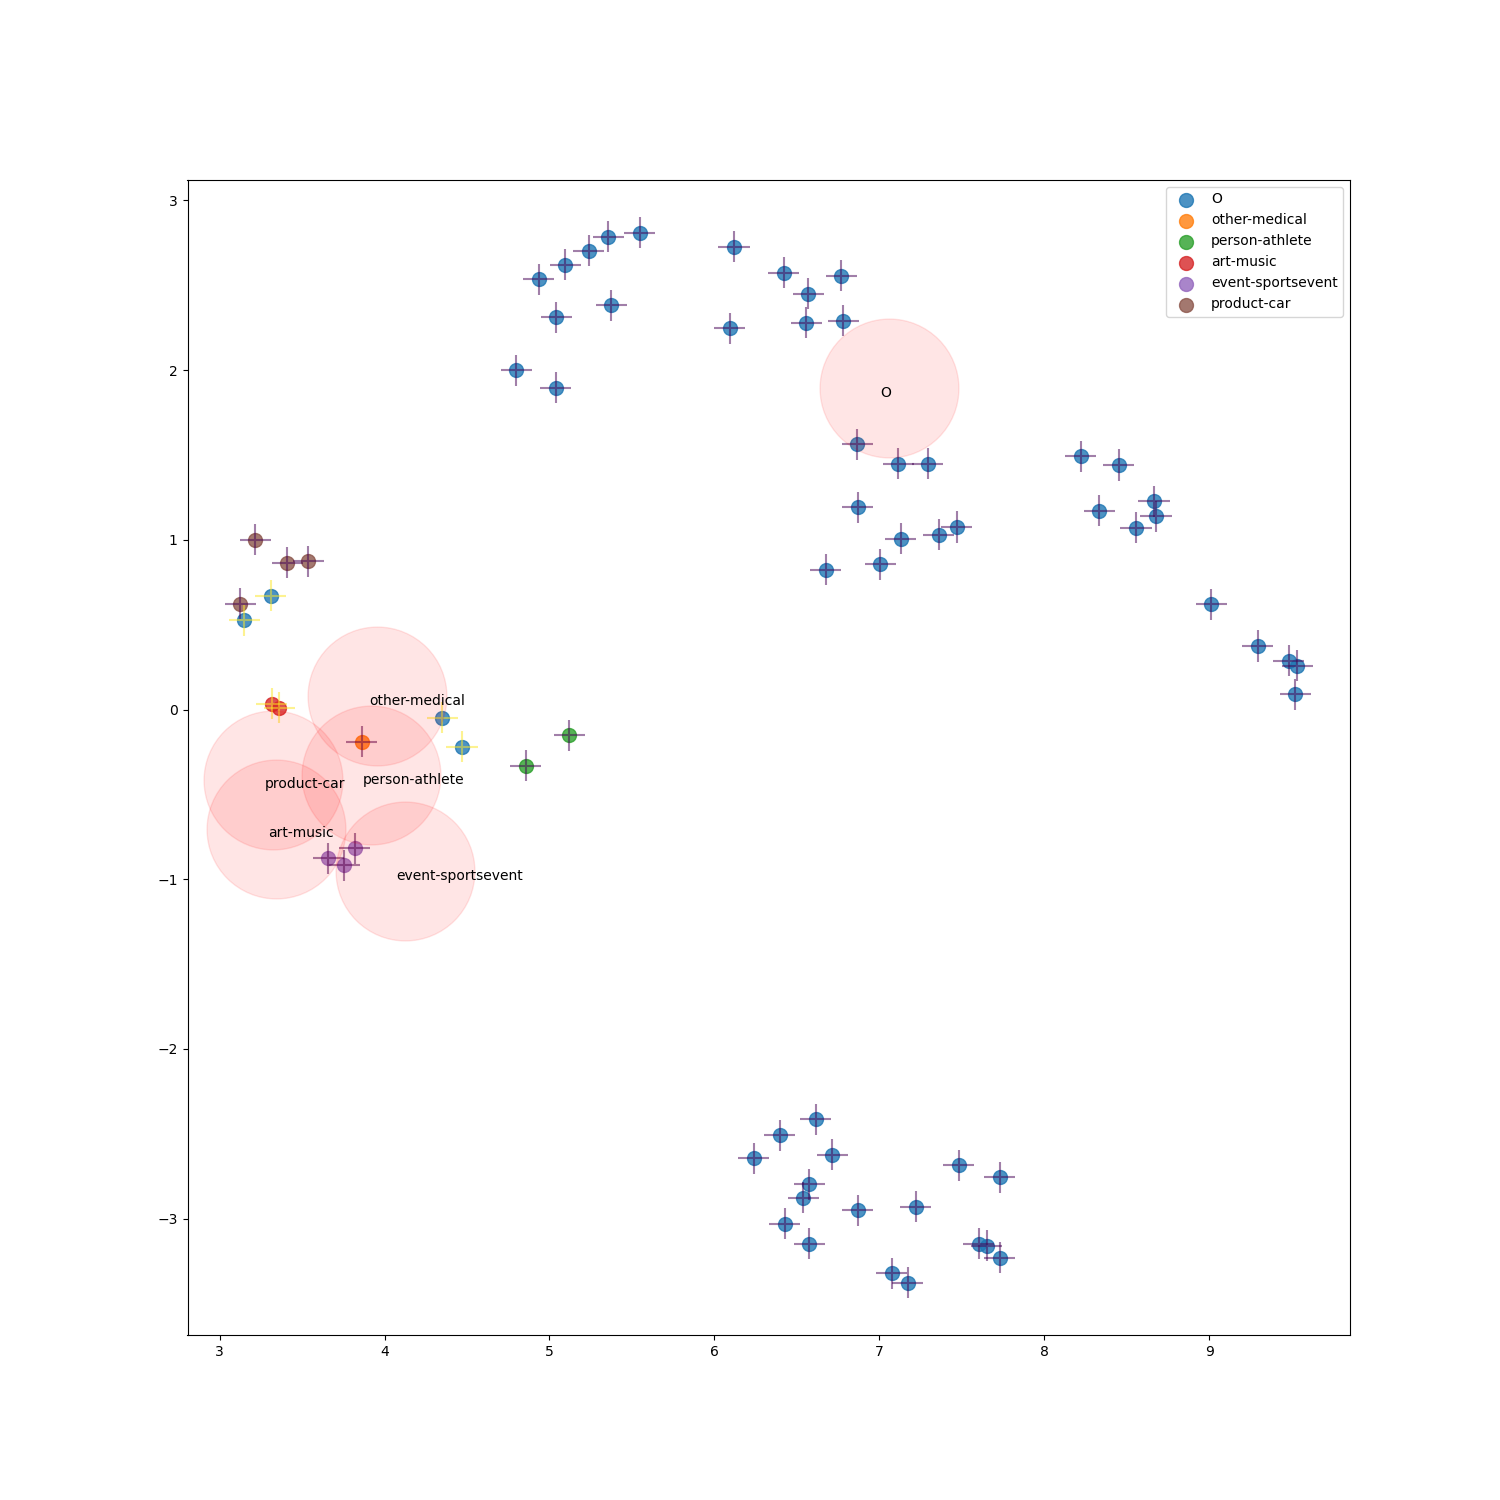 3
2
1
0
−1
−2
−3
3
4
5
6
7
8
9
O
other-medical
person-athlete
art-music
event-sportsevent
product-car
O
other-medical
person-athlete
product-car
art-music
event-sportsevent